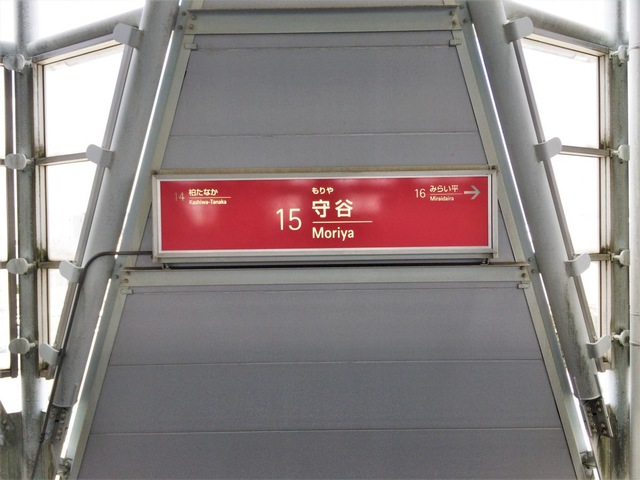 14 柏たなか
Kashiwa-Tanaka
もりや
15 守谷
Moriya
16 みらい平
Miraidaira